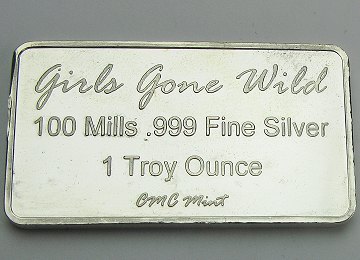 Girls Gone Wild
100 Mills .999 Fine Silver
1 Troy Ounce
CMC Mint